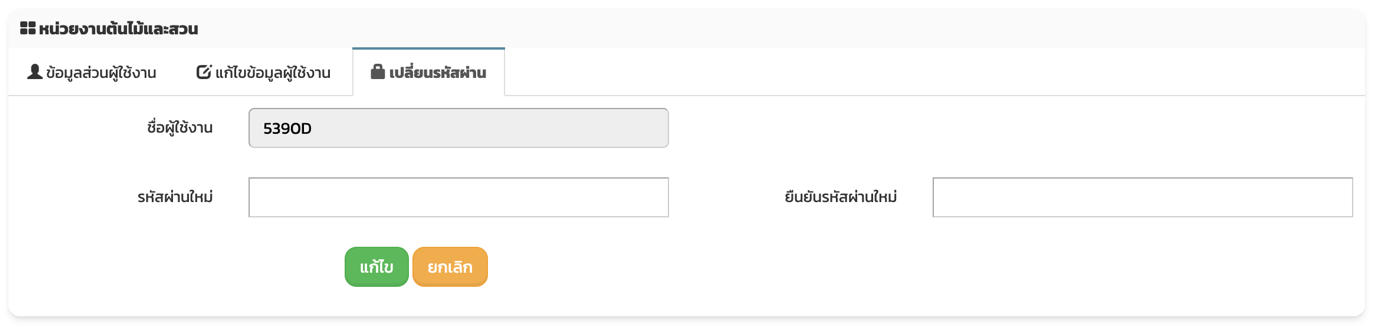 หน่วยงานต้นไม้และสวน
ข้อมูลส่วนผู้ใช้งาน แก้ไขข้อมูลผู้ใช้งาน เปลี่ยนรหัสผ่าน
ชื่อผู้ใช้งาน 539OD
รหัสผ่านใหม่ ยืนยันรหัสผ่านใหม่
แก้ไข ยกเลิก